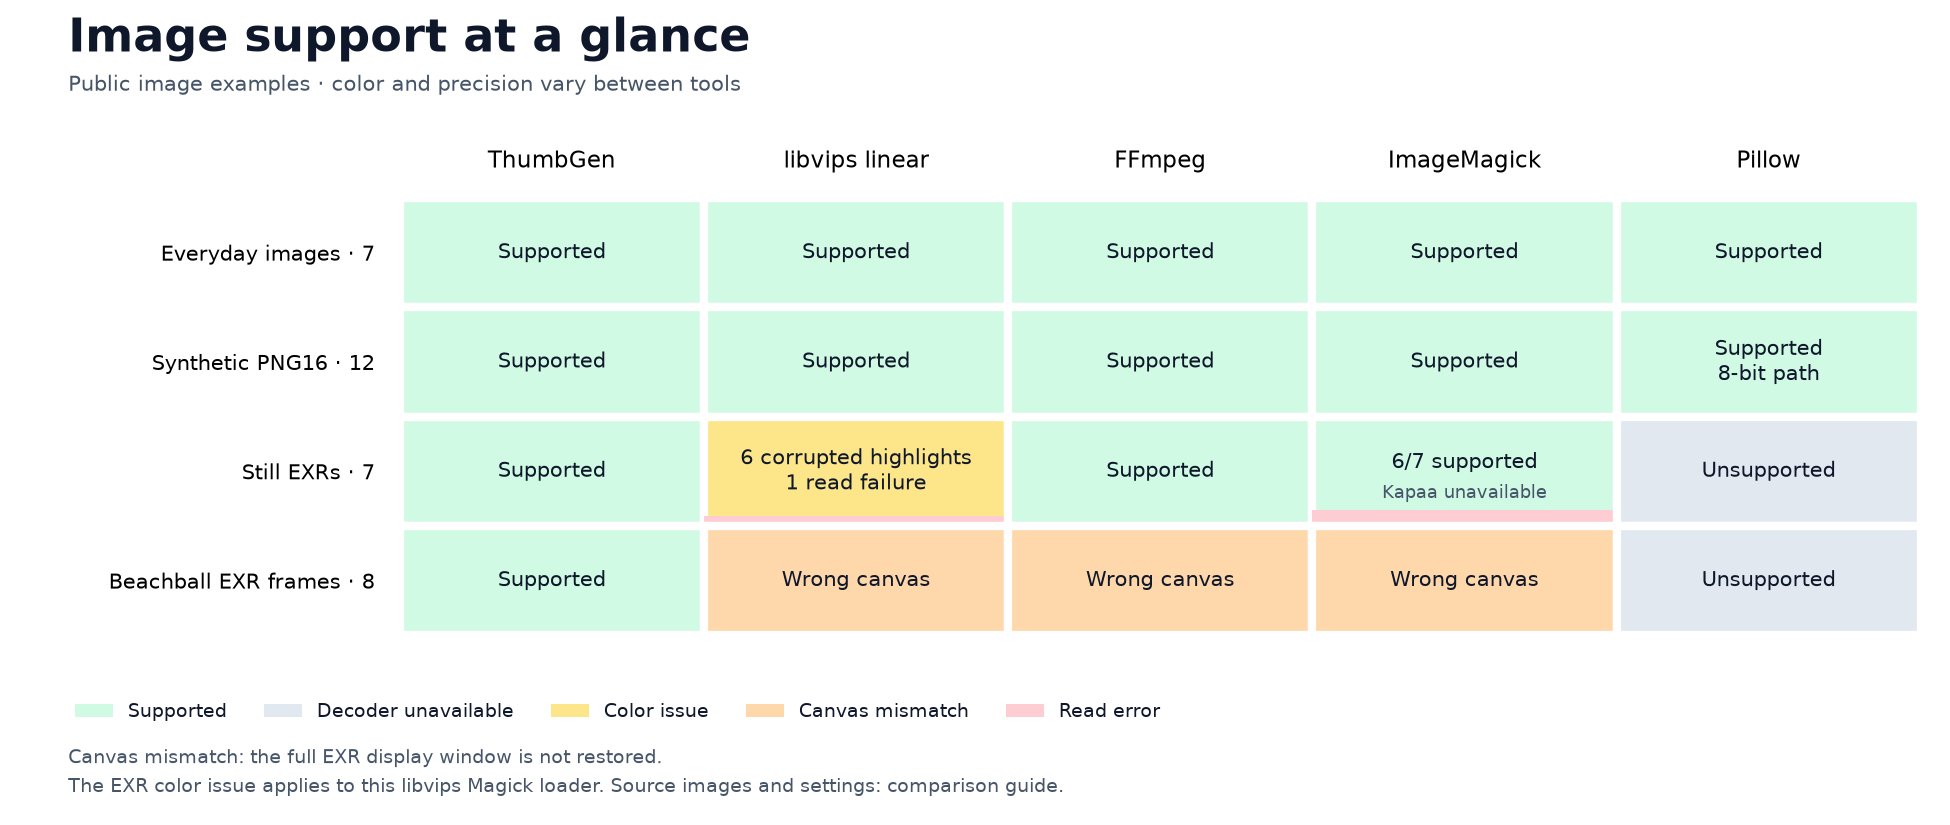 Image support at a glance
Public image examples · color and precision vary between tools
ThumbGen libvips linear FFmpeg ImageMagick Pillow
Everyday images · 7 Supported Supported Supported Supported Supported
Synthetic PNG16 · 12 Supported Supported Supported Supported Supported
8-bit path
Still EXRs · 7 Supported 6 corrupted highlights
1 read failure
Supported 6/7 supported
Kapaa unavailable
Unsupported
Beachball EXR frames · 8 Supported Wrong canvas Wrong canvas Wrong canvas Unsupported
Supported Decoder unavailable Color issue Canvas mismatch Read error
Canvas mismatch: the full EXR display window is not restored.
The EXR color issue applies to this libvips Magick loader. Source images and settings: comparison guide.